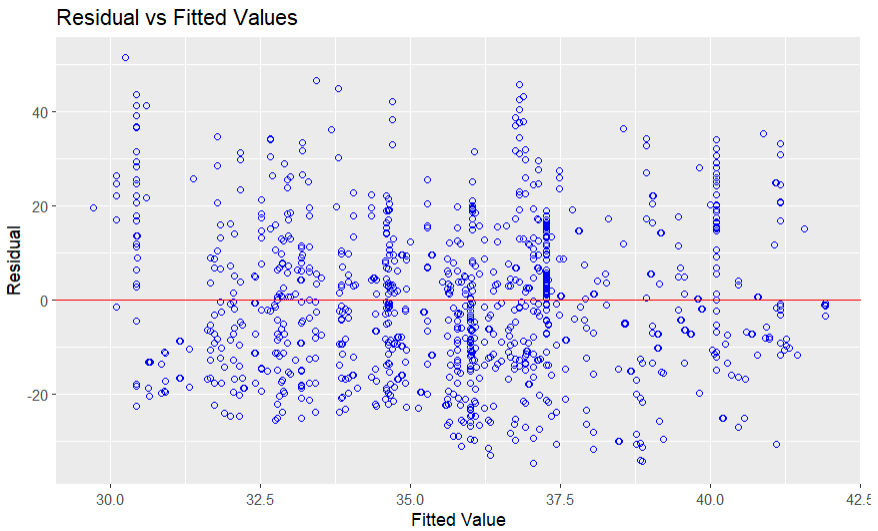 Residual vs Fitted Values
Residual
40
20
0
-20
30.0 32.5 35.0 37.5 40.0 42.5
Fitted Value